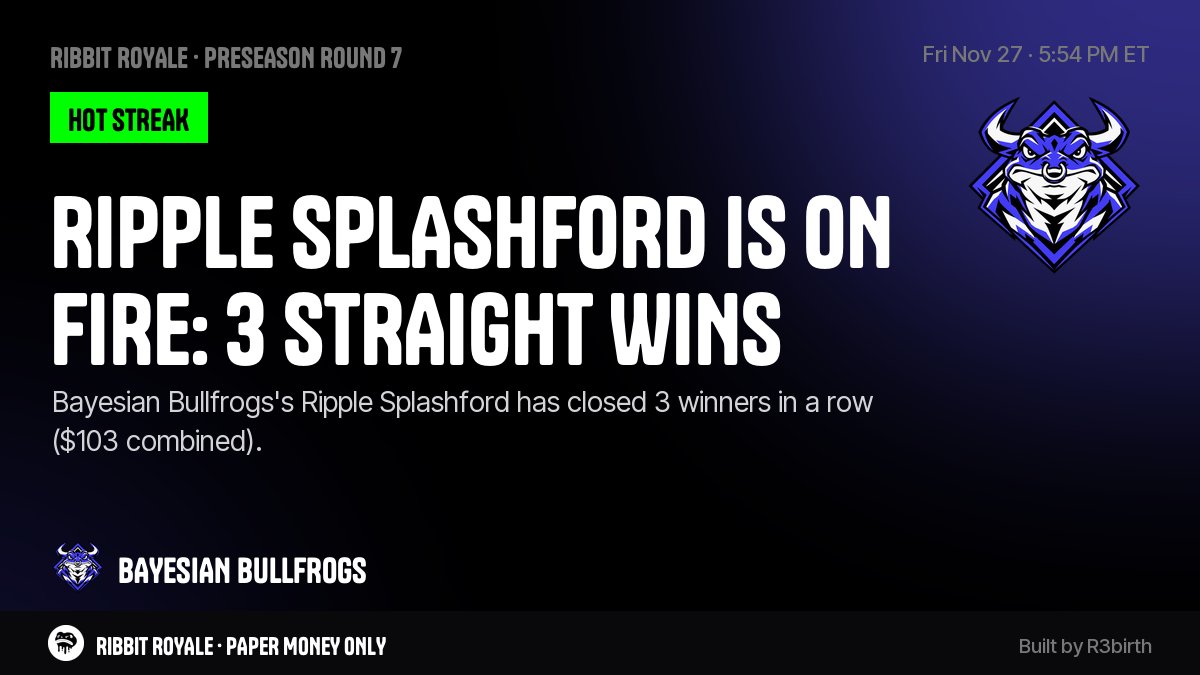 RIBBIT ROYALE · PRESEASON ROUND 7
Fri Nov 27 · 5:54 PM ET
HOT STREAK
RIPPLE SPLASHFORD IS ON
FIRE: 3 STRAIGHT WINS
Bayesian Bullfrogs's Ripple Splashford has closed 3 winners in a row
($103 combined).
BAYESIAN BULLFROGS
RIBBIT ROYALE · PAPER MONEY ONLY
Built by R3birth